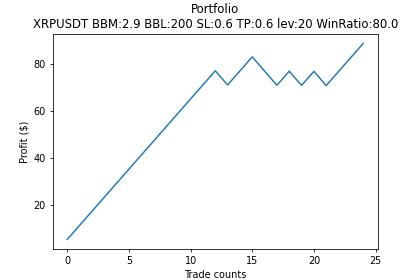 Portfolio
XRPUSDT BBM:2.9 BBL:200 SL:0.6 TP:0.6 lev:20 WinRatio:80.0
Profit ($)
80
60
40
20
0 5 10 15 20 25
Trade counts